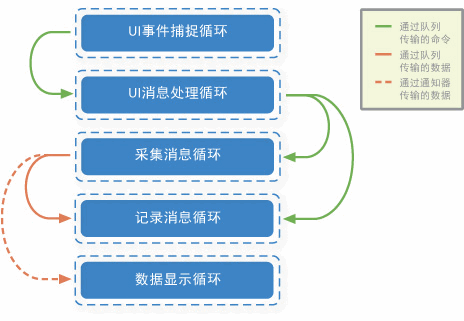 UI事件捕捉循环
UI消息处理循环
采集消息循环
记录消息循环
数据显示循环
通过队列
传输的命令
通过队列
传输的数据
通过通知器
传输的数据